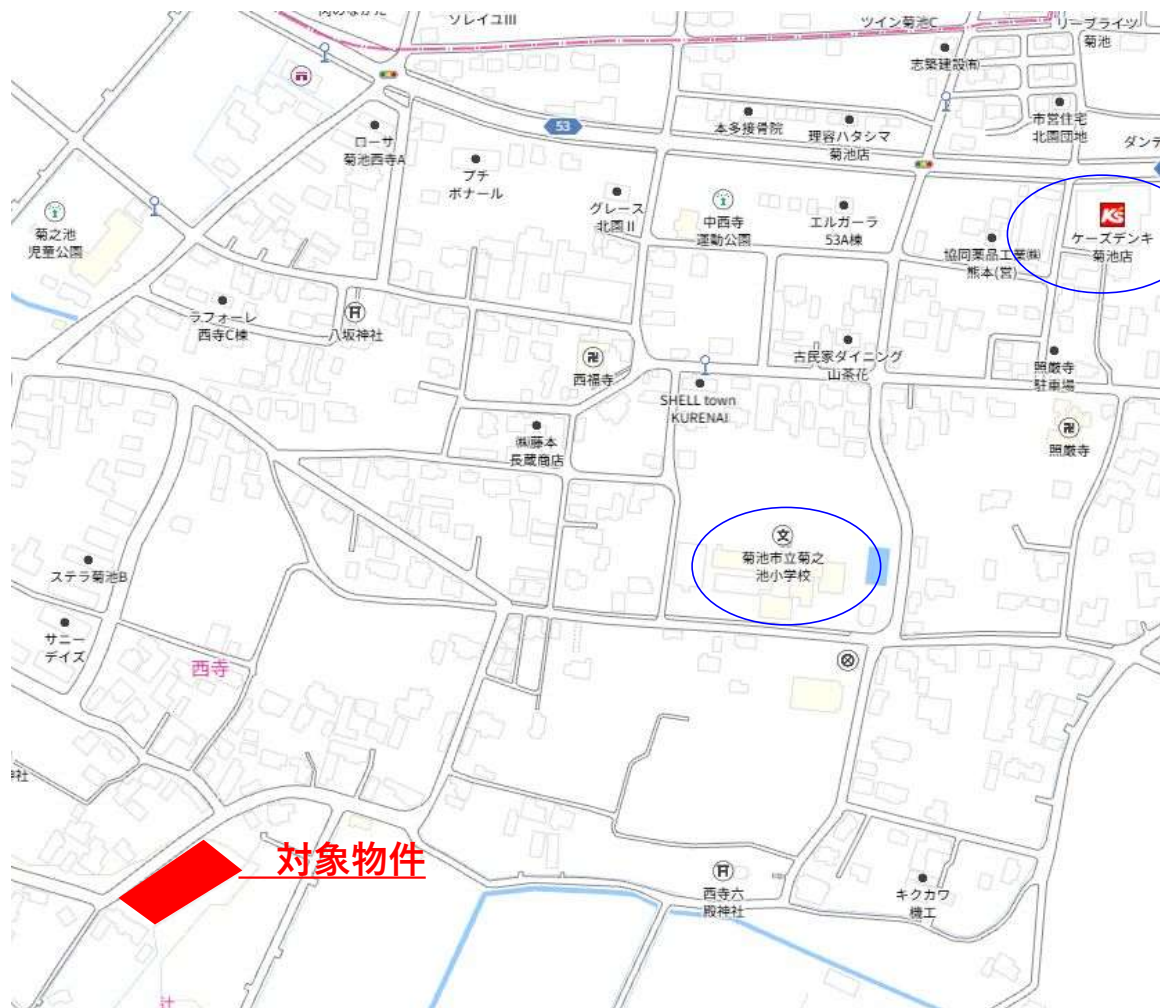 ソレイユIII
ツイン菊池C
リーブライツ
菊池
志築建設㈲
53
ローサ
菊池西寺A
本多接骨院
理容ハタシマ
菊池店
市営住宅
北園団地
ダンデ
プチ
ボナール
グレース
北園II
中西寺
運動公園
エルガーラ
53A棟
K's
ケーズデンキ
菊池店
協同薬品工業㈱
熊本(営)
菊之池
児童公園
ラフォーレ
西寺C棟
八坂神社
卍
西福寺
古民家ダイニング
山茶花
照厳寺
駐車場
SHELL town
KURENAI
㈱藤本
長蔵商店
卍
照厳寺
文
菊池市立菊之
池小学校
ステラ菊池B
サニー
デイズ
西寺
神社
対象物件
西寺六
殿神社
キクカワ
機工
辻